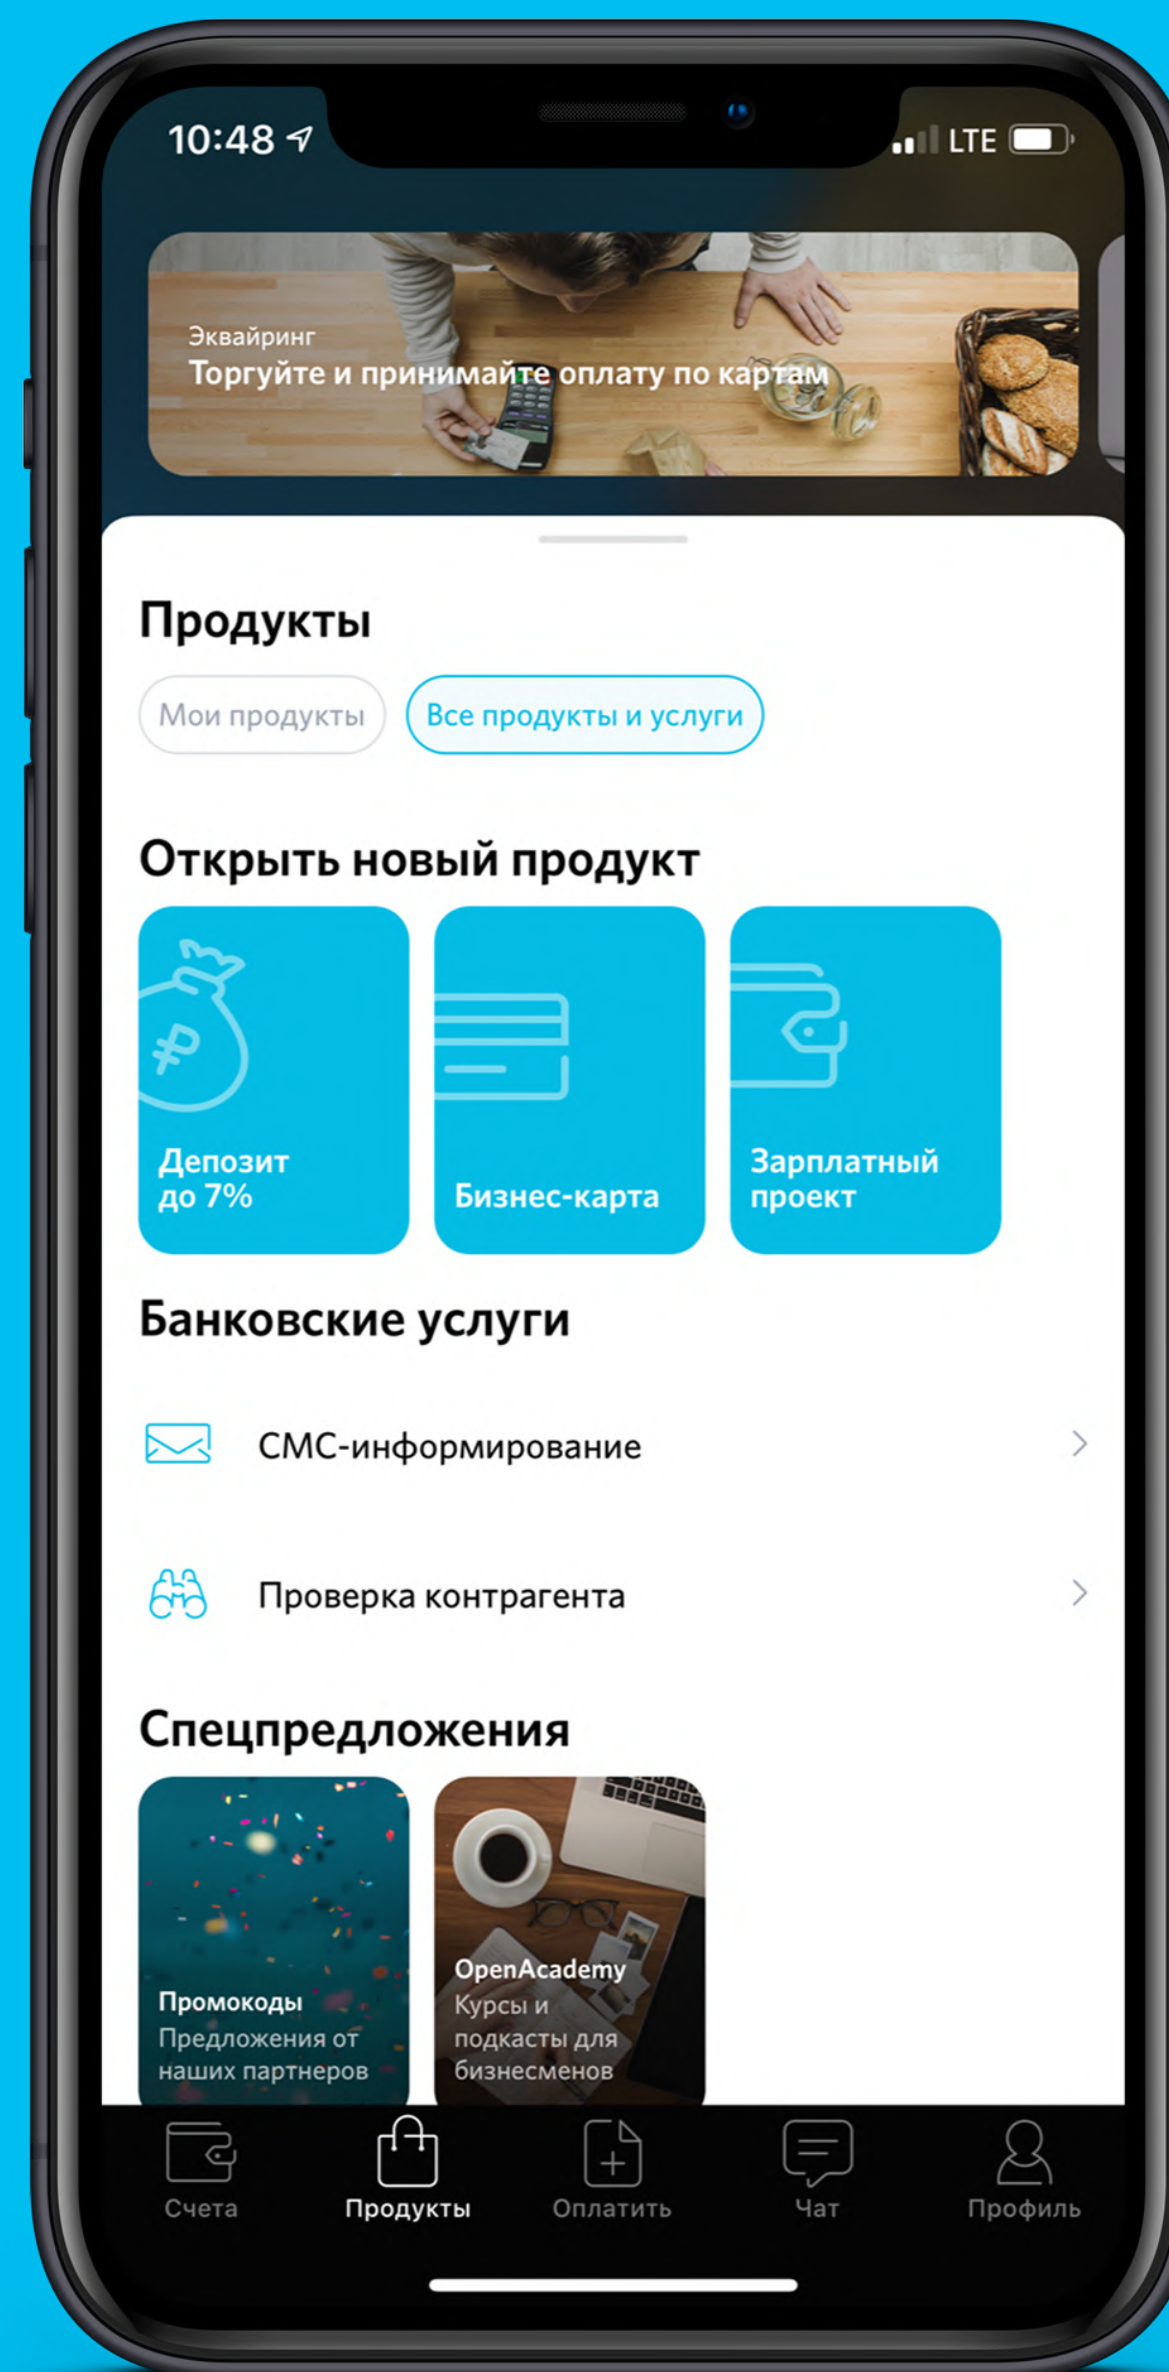 10:48
LTE
Эквайринг
Торгуйте и принимайте оплату по картам
Продукты
Мои продукты
Все продукты и услуги
Открыть новый продукт
Депозит
до 7%
Бизнес-карта
Зарплатный
проект
Банковские услуги
СМС-информирование
Проверка контрагента
Спецпредложения
Промокоды
Предложения от
наших партнеров
OpenAcademy
Курсы и
подкасты для
бизнесменов
Счета
Продукты
Оплатить
Чат
Профиль